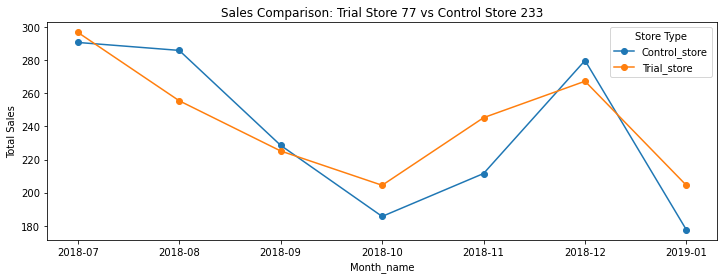 Sales Comparison: Trial Store 77 vs Control Store 233
Store Type
Control_store
Trial_store
Total Sales
300
280
260
240
220
200
180
2018-07 2018-08 2018-09 2018-10 2018-11 2018-12 2019-01
Month_name